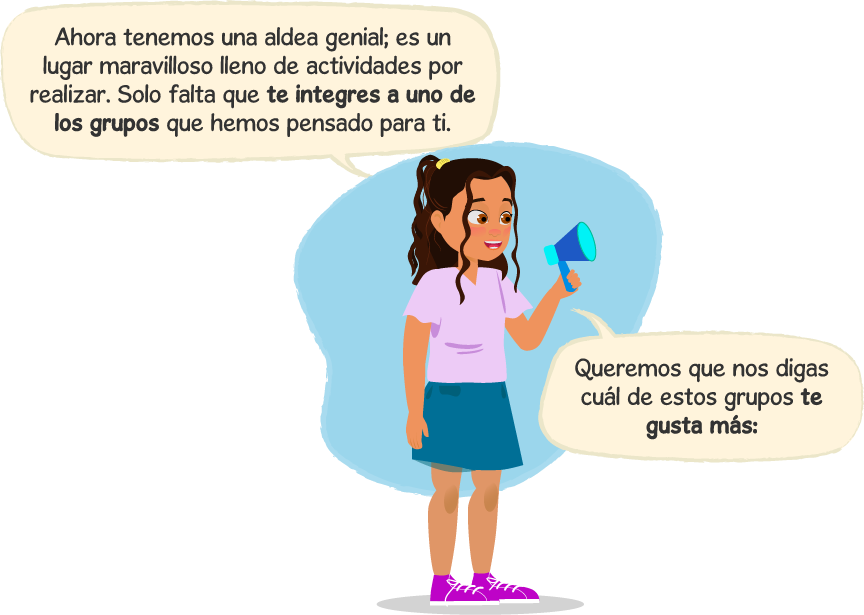 Ahora tenemos una aldea genial; es un
lugar maravilloso lleno de actividades por
realizar. Solo falta que te integres a uno de
los grupos que hemos pensado para ti.
Queremos que nos digas
cuál de estos grupos te
gusta más: